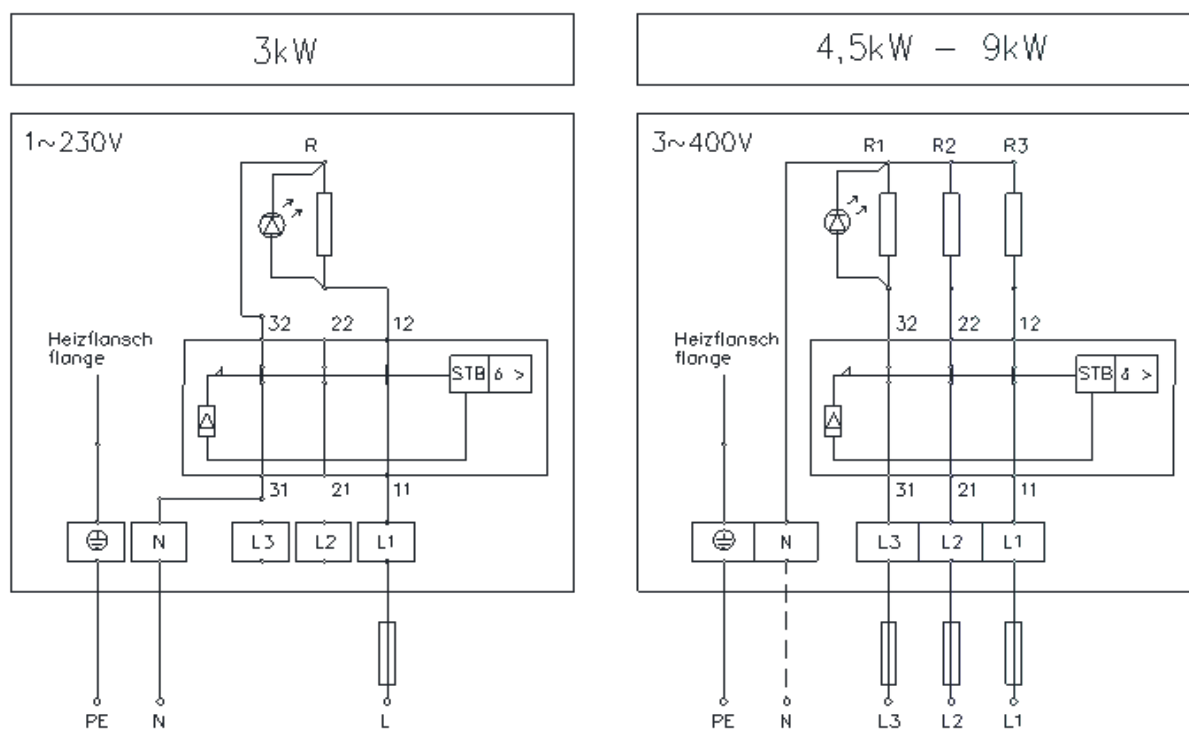 3kW
1~230V
R
32 22 12
Heizflansch
flange
STB ϑ >
31 21 11
N L3 L2 L1
PE N L
4,5kW - 9kW
3~400V
R1 R2 R3
32 22 12
Heizflansch
flange
STB ϑ >
31 21 11
N L3 L2 L1
PE N L3 L2 L1